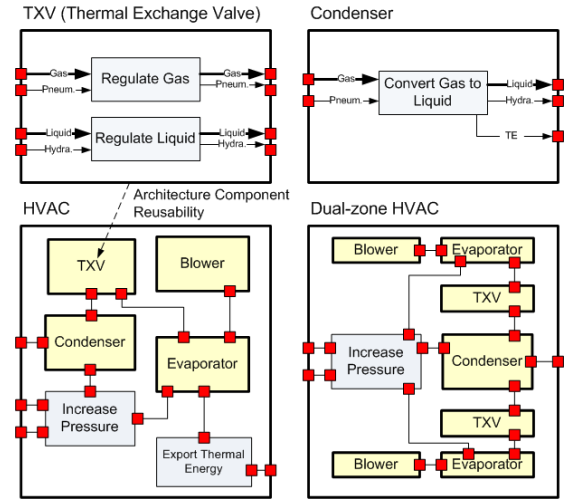 TXV (Thermal Exchange Valve)
Condenser
Gas
Pneum.
Regulate Gas
Gas
Pneum.
Liquid
Hydra.
Regulate Liquid
Liquid
Hydra.
Gas
Pneum.
Convert Gas to
Liquid
Liquid
Hydra.
TE
Architecture Component
Reusability
HVAC
TXV
Blower
Condenser
Evaporator
Increase
Pressure
Export Thermal
Energy
Dual-zone HVAC
Blower
Evaporator
TXV
Increase
Pressure
Condenser
TXV
Blower
Evaporator